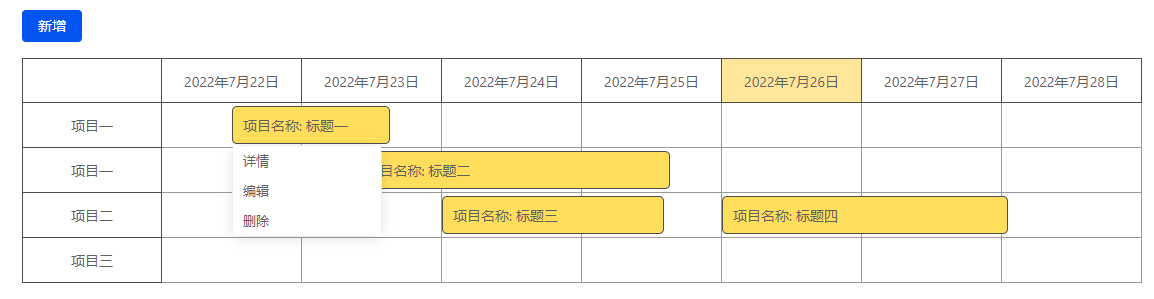 新增
2022年7月22日 2022年7月23日 2022年7月24日 2022年7月25日 2022年7月26日 2022年7月27日 2022年7月28日
项目一 项目名称: 标题一
详情
项目一 目名称: 标题二
编辑
项目二 项目名称: 标题三 项目名称: 标题四
删除
项目三